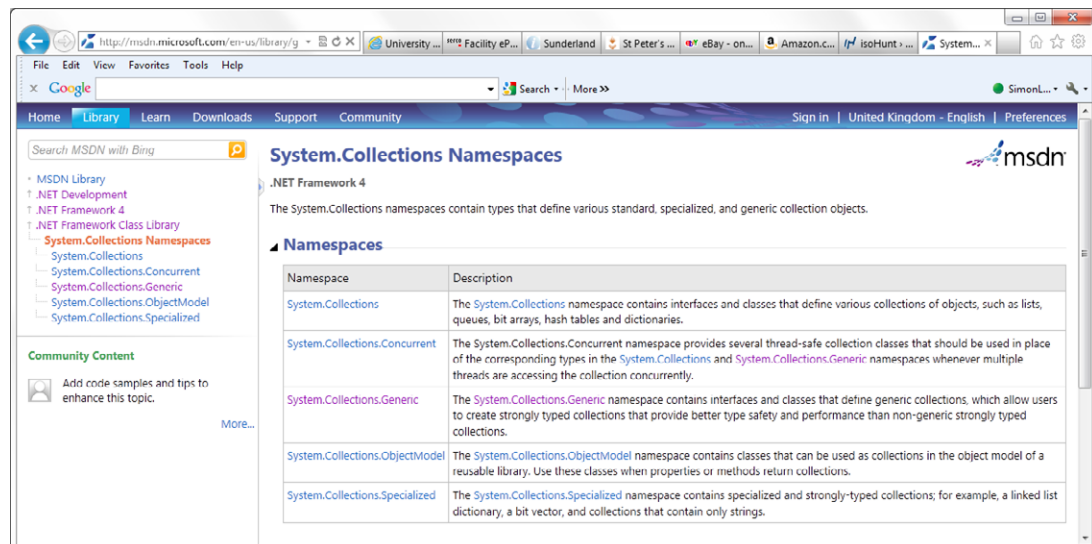 http://msdn.microsoft.com/en-us/library/g
University ...
Facility eP...
Sunderland
St Peter's ...
eBay - on...
Amazon.c...
isoHunt › ...
System...
File Edit View Favorites Tools Help
x Google
Search
More >>
SimonL...
Home Library Learn Downloads Support Community
Sign in | United Kingdom - English | Preferences
Search MSDN with Bing
MSDN Library
.NET Development
.NET Framework 4
.NET Framework Class Library
System.Collections Namespaces
System.Collections
System.Collections.Concurrent
System.Collections.Generic
System.Collections.ObjectModel
System.Collections.Specialized
Community Content
Add code samples and tips to
enhance this topic.
More...
System.Collections Namespaces
msdn
.NET Framework 4
The System.Collections namespaces contain types that define various standard, specialized, and generic collection objects.
Namespaces
Namespace Description
System.Collections The System.Collections namespace contains interfaces and classes that define various collections of objects, such as lists,
queues, bit arrays, hash tables and dictionaries.
System.Collections.Concurrent The System.Collections.Concurrent namespace provides several thread-safe collection classes that should be used in place
of the corresponding types in the System.Collections and System.Collections.Generic namespaces whenever multiple
threads are accessing the collection concurrently.
System.Collections.Generic The System.Collections.Generic namespace contains interfaces and classes that define generic collections, which allow users
to create strongly typed collections that provide better type safety and performance than non-generic strongly typed
collections.
System.Collections.ObjectModel The System.Collections.ObjectModel namespace contains classes that can be used as collections in the object model of a
reusable library. Use these classes when properties or methods return collections.
System.Collections.Specialized The System.Collections.Specialized namespace contains specialized and strongly-typed collections; for example, a linked list
dictionary, a bit vector, and collections that contain only strings.